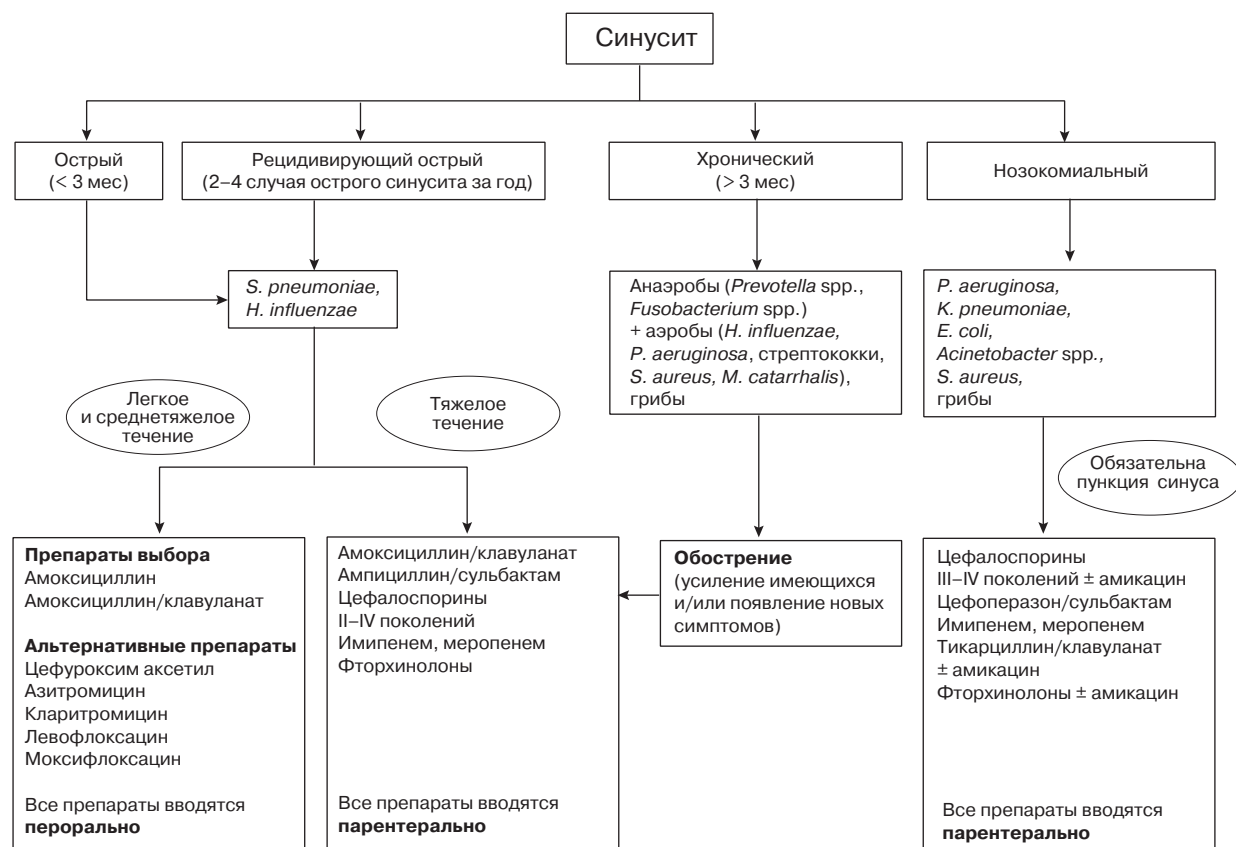 Синусит
Острый
(< 3 мес)
Рецидивирующий острый
(2–4 случая острого синусита за год)
Хронический
(> 3 мес)
Нозокомиальный
S. pneumoniae,
H. influenzae
Анаэробы (Prevotella spp.,
Fusobacterium spp.)
+ аэробы (H. influenzae,
P. aeruginosa, стрептококки,
S. aureus, M. catarrhalis),
грибы
P. aeruginosa,
K. pneumoniae,
E. coli,
Acinetobacter spp.,
S. aureus,
грибы
Легкое
и среднетяжелое
течение
Тяжелое
течение
Обязательна
пункция синуса
Препараты выбора
Амоксициллин
Амоксициллин/клавуланат
Альтернативные препараты
Цефуроксим аксетил
Азитромицин
Кларитромицин
Левофлоксацин
Моксифлоксацин
Все препараты вводятся
перорально
Амоксициллин/клавуланат
Ампициллин/сульбактам
Цефалоспорины
II–IV поколений
Имипенем, меропенем
Фторхинолоны
Все препараты вводятся
парентерально
Обострение
(усиление имеющихся
и/или появление новых
симптомов)
Цефалоспорины
III–IV поколений ± амикацин
Цефоперазон/сульбактам
Имипенем, меропенем
Тикарциллин/клавуланат
± амикацин
Фторхинолоны ± амикацин
Все препараты вводятся
парентерально